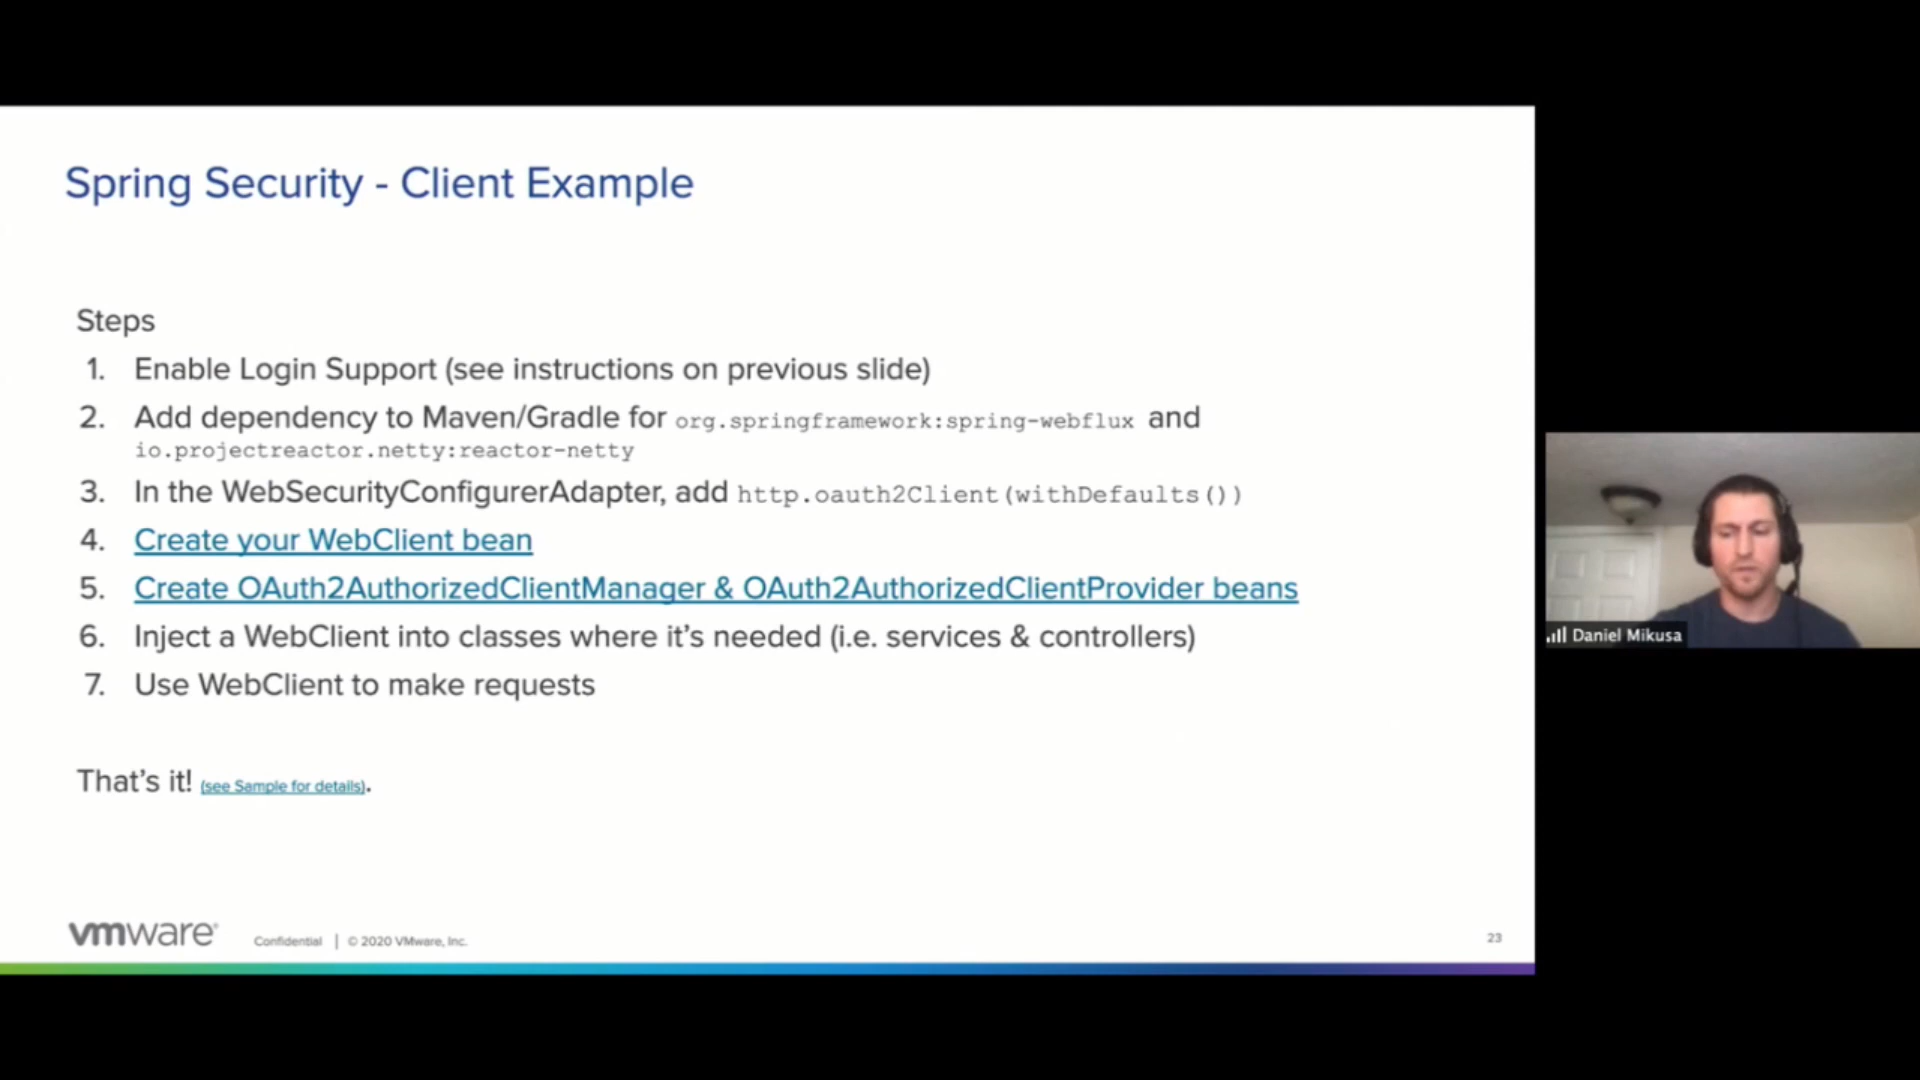 Spring Security - Client Example
Steps
1. Enable Login Support (see instructions on previous slide)
2. Add dependency to Maven/Gradle for org.springframework:spring-webflux and
io.projectreactor.netty:reactor-netty
3. In the WebSecurityConfigurerAdapter, add http.oauth2Client(withDefaults())
4. Create your WebClient bean
5. Create OAuth2AuthorizedClientManager & OAuth2AuthorizedClientProvider beans
6. Inject a WebClient into classes where it’s needed (i.e. services & controllers)
7. Use WebClient to make requests
That’s it! (see Sample for details).
vmware® Confidential | © 2020 VMware, Inc.
23
Daniel Mikusa